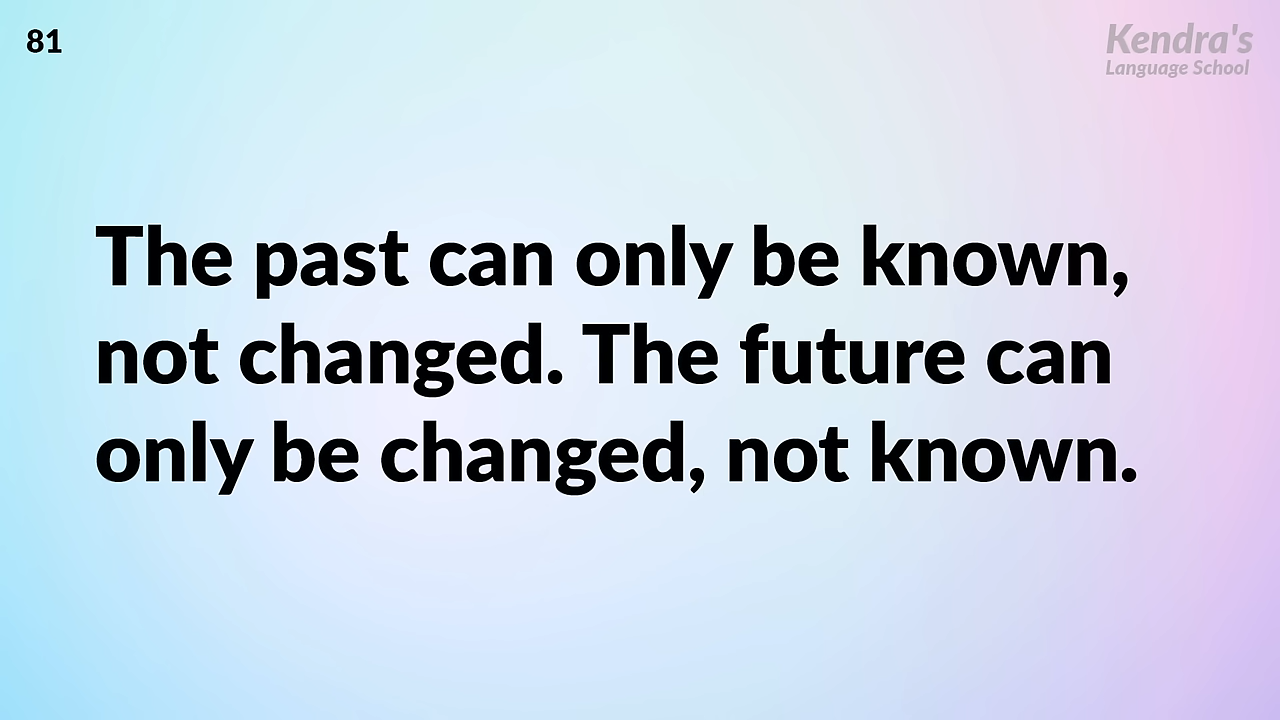 81
Kendra's
Language School
The past can only be known,
not changed. The future can
only be changed, not known.